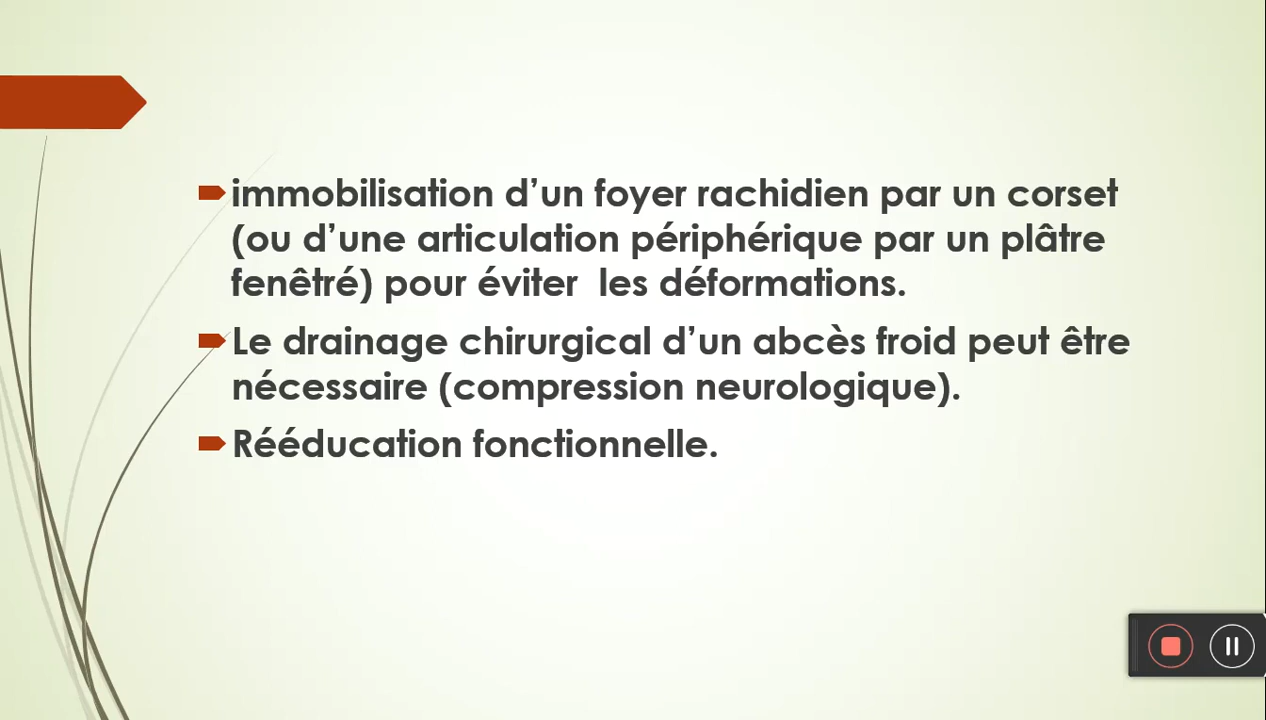 immobilisation d’un foyer rachidien par un corset
(ou d’une articulation périphérique par un plâtre
fenêtré) pour éviter  les déformations.
Le drainage chirurgical d’un abcès froid peut être
nécessaire (compression neurologique).
Rééducation fonctionnelle.